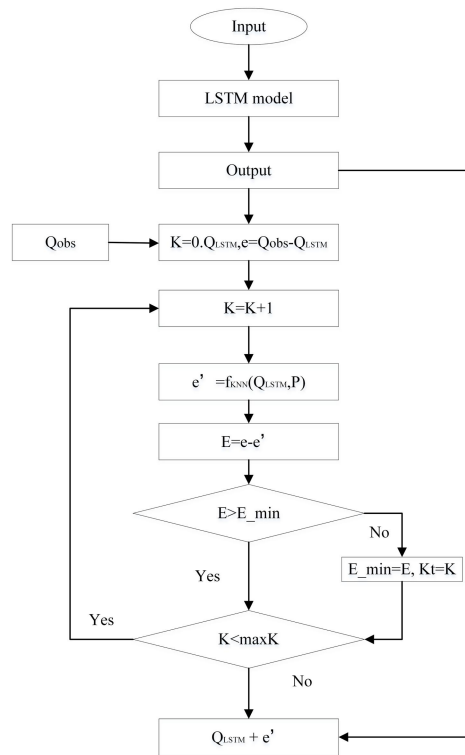 Input
LSTM model
Output
Qobs
K=0.QLSTM,e=Qobs-QLSTM
K=K+1
e’ =fKNN(QLSTM,P)
E=e-e’
E>E_min
No
Yes
E_min=E, Kt=K
Yes
K<maxK
No
QLSTM + e’